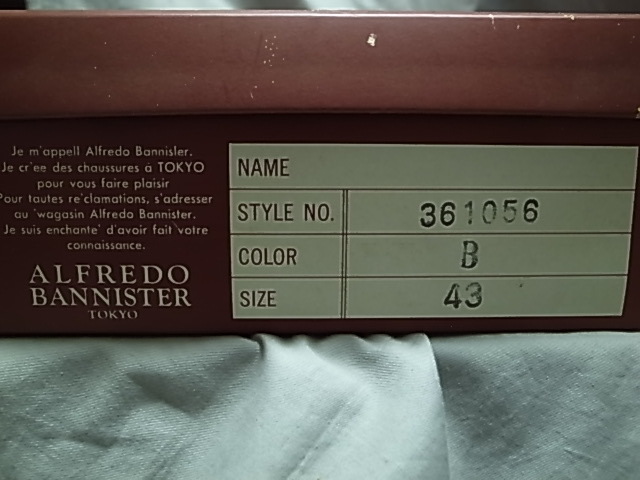 Je m'appell Alfredo Bannisler.
Je cr'ee des chaussures à TOKYO
pour vous faire plaisir
Pour tautes re'clamations, s'adresser
au 'wagasin Alfredo Bannister.
Je suis enchante' d'avoir fait votre
connaissance.
ALFREDO
BANNISTER
TOKYO
NAME
STYLE NO. 361056
COLOR B
SIZE 43